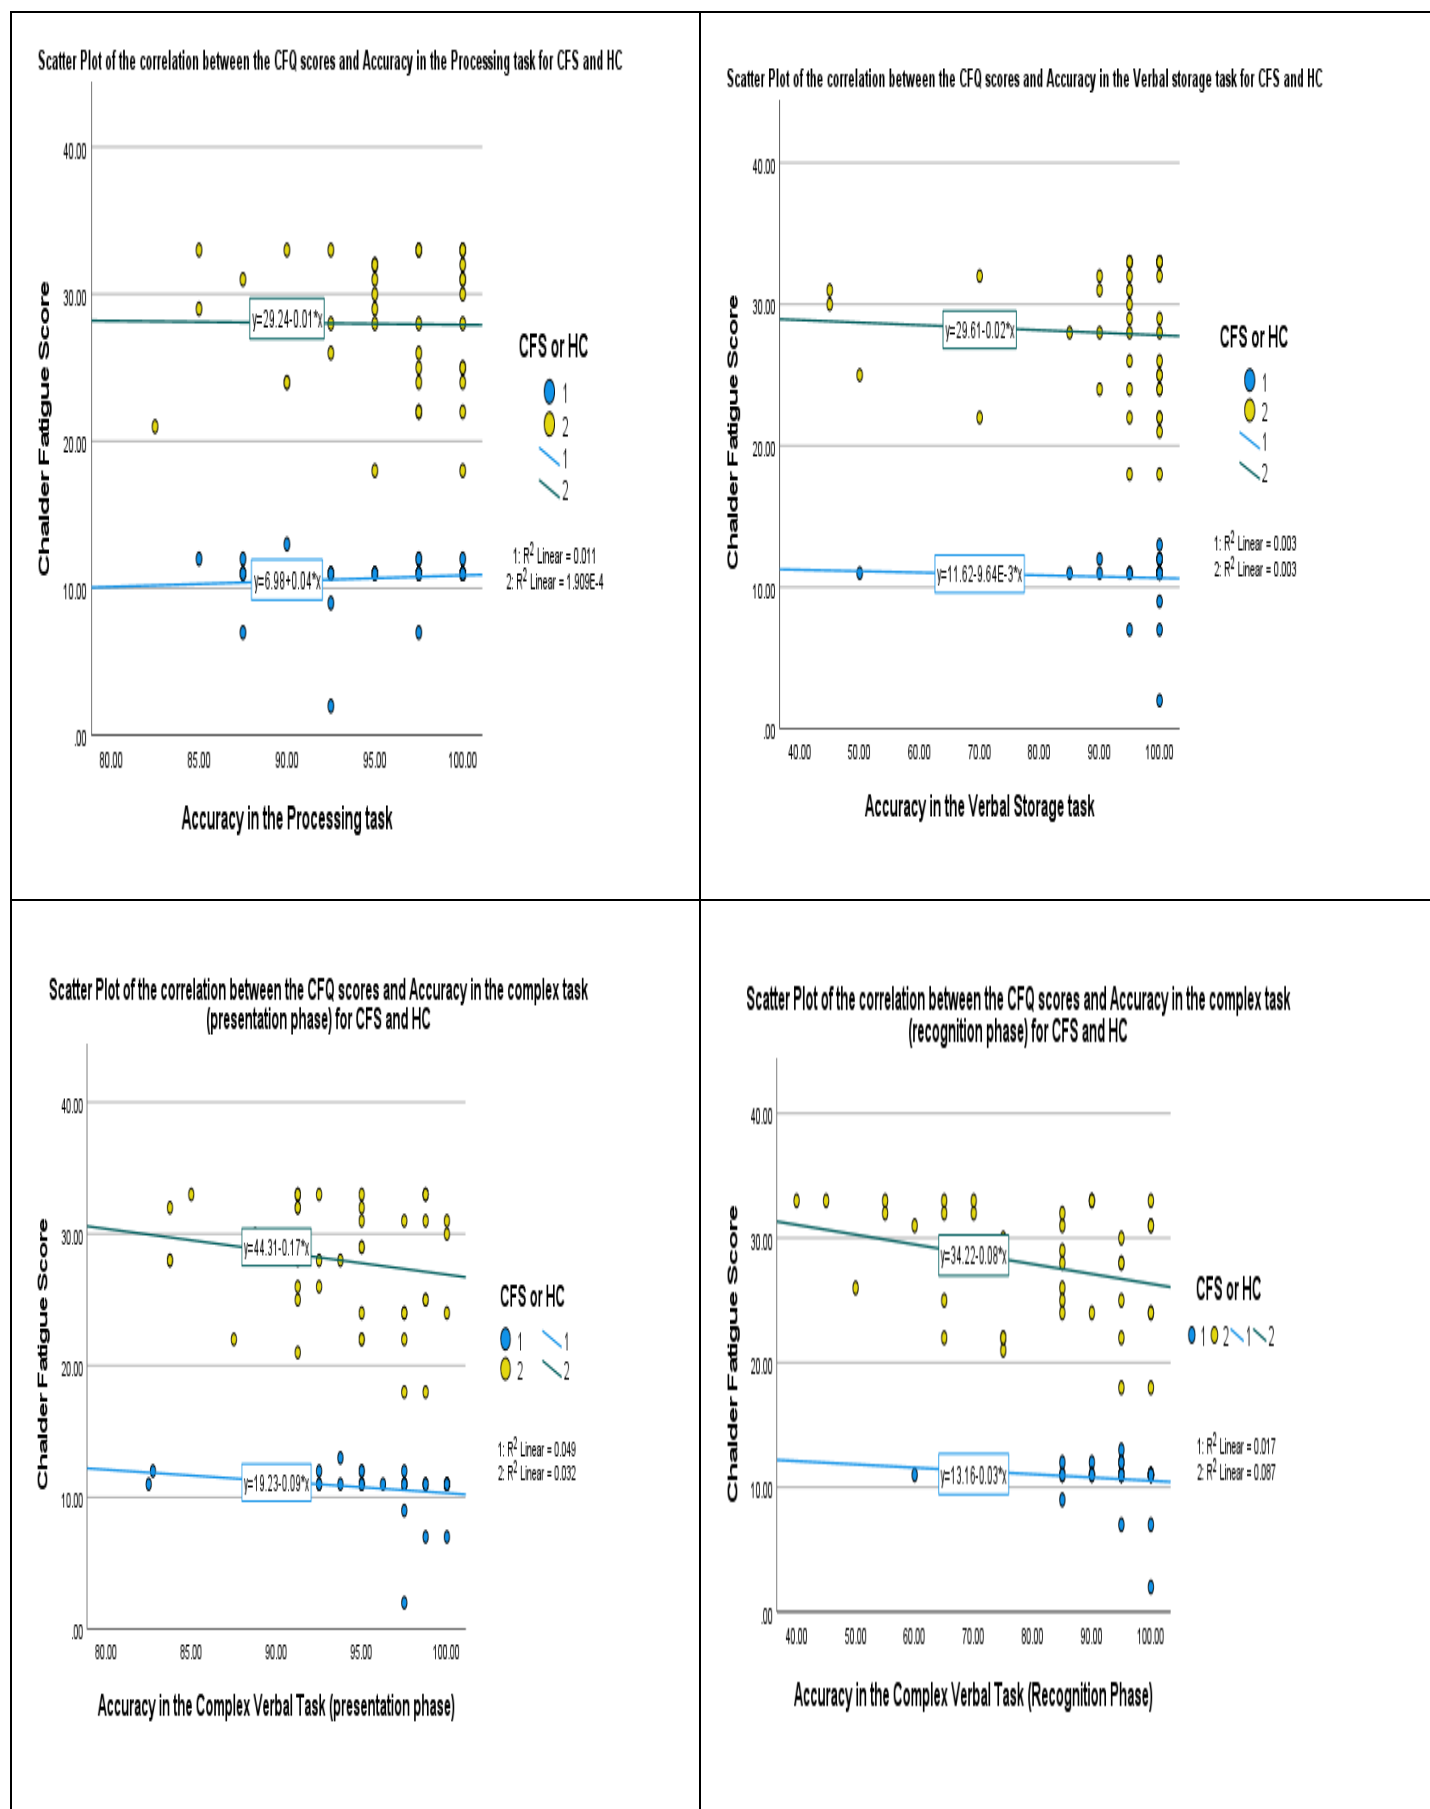 Scatter Plot of the correlation between the CFQ scores and Accuracy in the Processing task for CFS and HC
40.00
30.00
20.00
10.00
.00
Chalder Fatigue Score
y=29.24-0.01*x
y=6.98+0.04*x
80.00 85.00 90.00 95.00 100.00
Accuracy in the Processing task
CFS or HC
1
2
1
2
1: R² Linear = 0.011
2: R² Linear = 1.909E-4
Scatter Plot of the correlation between the CFQ scores and Accuracy in the Verbal storage task for CFS and HC
40.00
30.00
20.00
10.00
.00
Chalder Fatigue Score
y=29.61-0.02*x
y=11.62-9.64E-3*x
40.00 50.00 60.00 70.00 80.00 90.00 100.00
Accuracy in the Verbal Storage task
CFS or HC
1
2
1
2
1: R² Linear = 0.003
2: R² Linear = 0.003
Scatter Plot of the correlation between the CFQ scores and Accuracy in the complex task
(presentation phase) for CFS and HC
40.00
30.00
20.00
10.00
.00
Chalder Fatigue Score
y=44.31-0.17*x
y=19.23-0.09*x
80.00 85.00 90.00 95.00 100.00
Accuracy in the Complex Verbal Task (presentation phase)
CFS or HC
1 1
2 2
1: R² Linear = 0.049
2: R² Linear = 0.032
Scatter Plot of the correlation between the CFQ scores and Accuracy in the complex task
(recognition phase) for CFS and HC
40.00
30.00
20.00
10.00
.00
Chalder Fatigue Score
y=34.22-0.08*x
y=13.16-0.03*x
40.00 50.00 60.00 70.00 80.00 90.00 100.00
Accuracy in the Complex Verbal Task (Recognition Phase)
CFS or HC
1 2 1 2
1: R² Linear = 0.017
2: R² Linear = 0.087